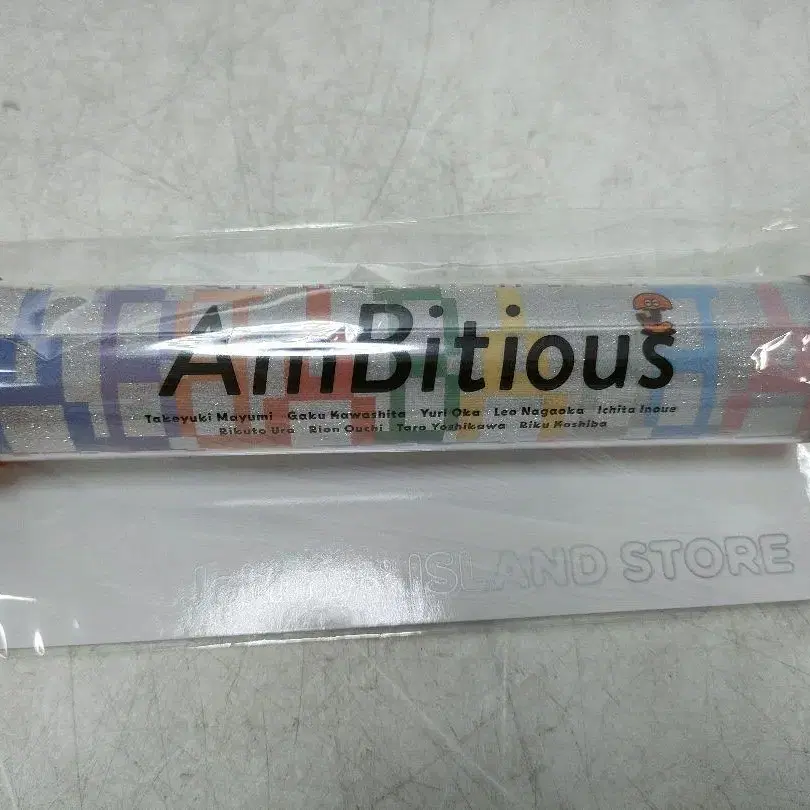 AmBitious
Takeyuki Mayumi Gaku Kawashita Yuri Oka Leo Nagaoka Ichita Inoue
Rikuto Ura Rion Ouchi Taro Yoshikawa Riku Koshiba
ISLAND STORE